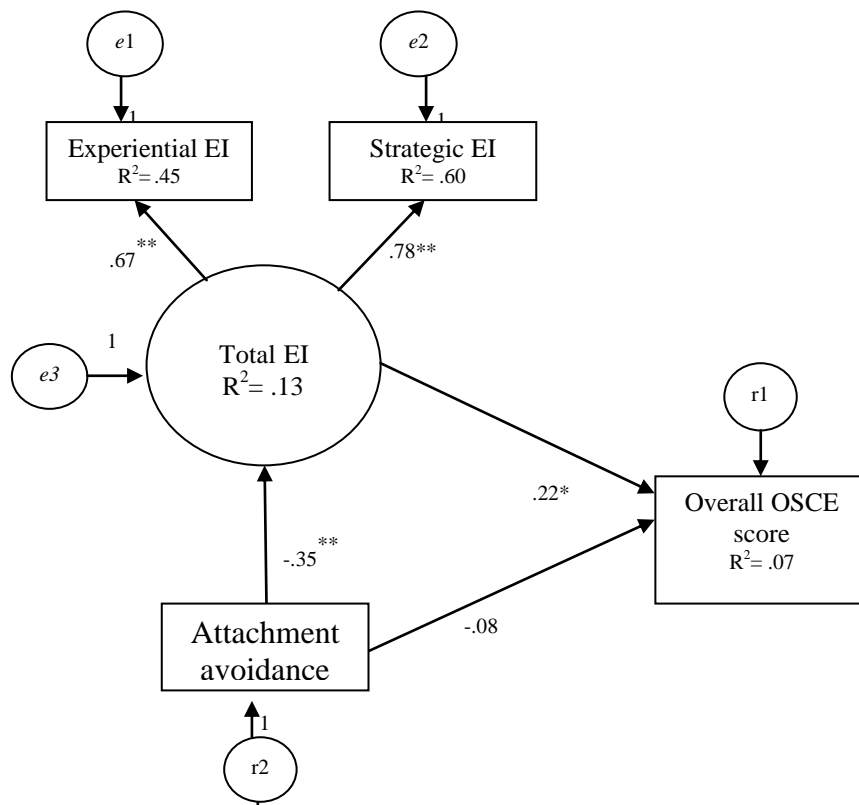 e1
e2
1
1
Experiential EI
R²= .45
Strategic EI
R²= .60
.67**
.78**
1
Total EI
R²= .13
e3
r1
.22*
Overall OSCE
score
R²= .07
-.35**
-.08
Attachment
avoidance
1
r2